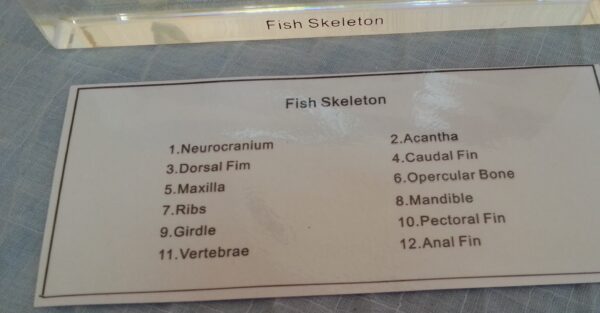 Fish Skeleton
Fish Skeleton
1.Neurocranium 2.Acantha
3.Dorsal Fim 4.Caudal Fin
5.Maxilla 6.Opercular Bone
7.Ribs 8.Mandible
9.Girdle 10.Pectoral Fin
11.Vertebrae 12.Anal Fin